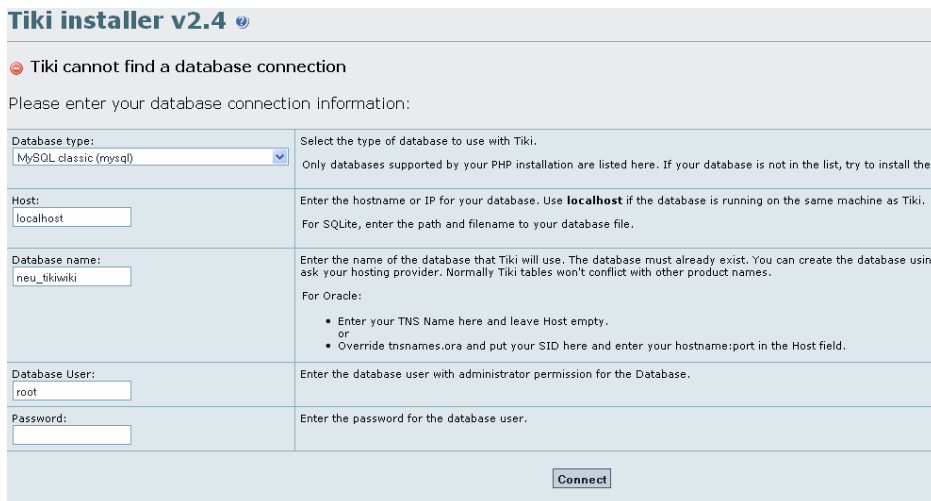 Tiki installer v2.4
Tiki cannot find a database connection
Please enter your database connection information:
Database type:
MySQL classic (mysql)
Select the type of database to use with Tiki.
Only databases supported by your PHP installation are listed here. If your database is not in the list, try to install the
Host:
localhost
Enter the hostname or IP for your database. Use localhost if the database is running on the same machine as Tiki.
For SQLite, enter the path and filename to your database file.
Database name:
neu_tikiwiki
Enter the name of the database that Tiki will use. The database must already exist. You can create the database usin
ask your hosting provider. Normally Tiki tables won't conflict with other product names.
For Oracle:
• Enter your TNS Name here and leave Host empty.
or
• Override tnsnames.ora and put your SID here and enter your hostname:port in the Host field.
Database User:
root
Enter the database user with administrator permission for the Database.
Password:
Enter the password for the database user.
Connect